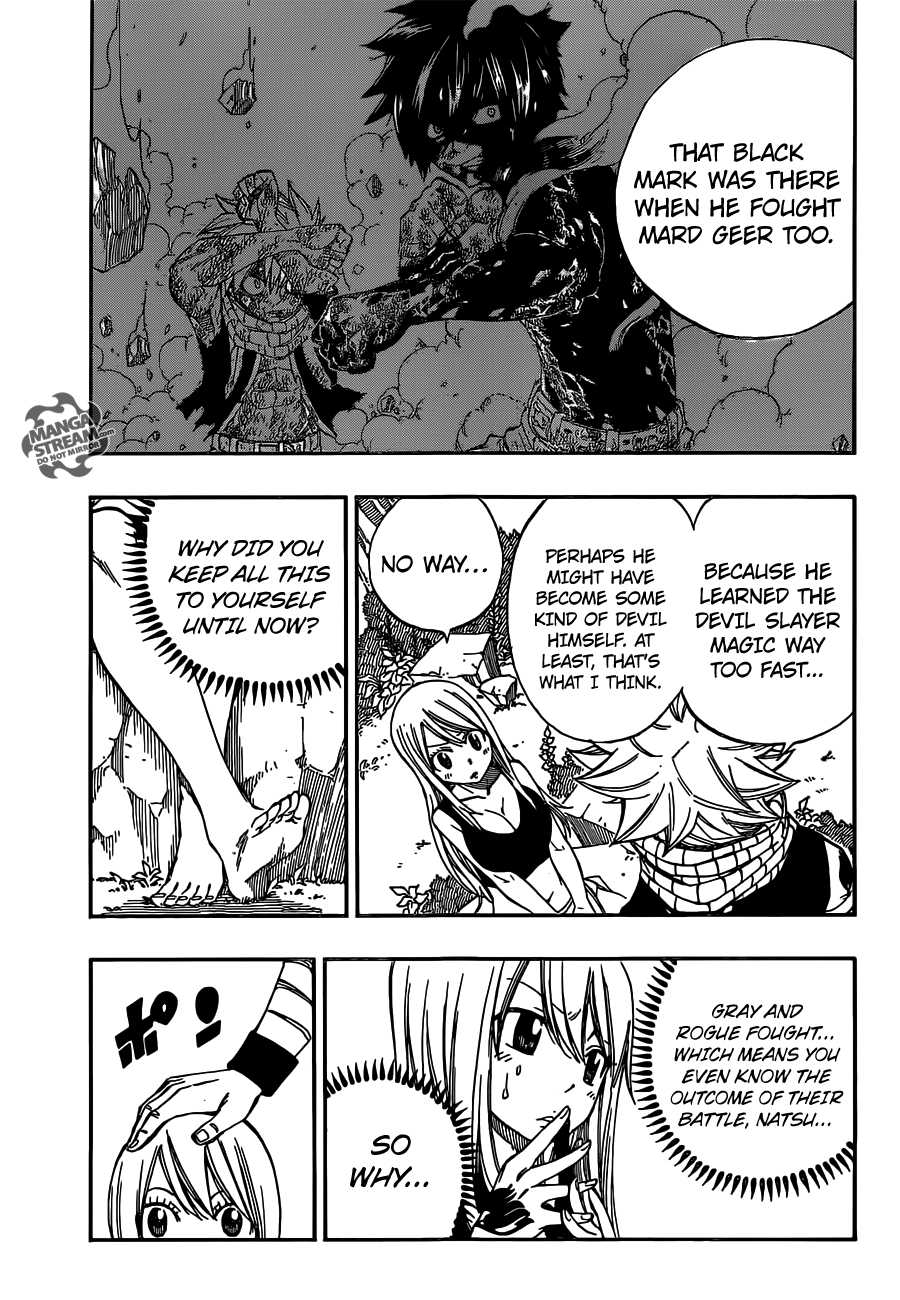 THAT BLACK
MARK WAS THERE
WHEN HE FOUGHT
MARD GEER TOO.
MANGA
STREAM.com
DO NOT MIRROR
BECAUSE HE
LEARNED THE
DEVIL SLAYER
MAGIC WAY
TOO FAST...
PERHAPS HE
MIGHT HAVE
BECOME SOME
KIND OF DEVIL
HIMSELF. AT
LEAST, THAT'S
WHAT I THINK.
NO WAY...
WHY DID YOU
KEEP ALL THIS
TO YOURSELF
UNTIL NOW?
GRAY AND
ROGUE FOUGHT...
WHICH MEANS YOU
EVEN KNOW THE
OUTCOME OF THEIR
BATTLE, NATSU...
SO
WHY...
ポン